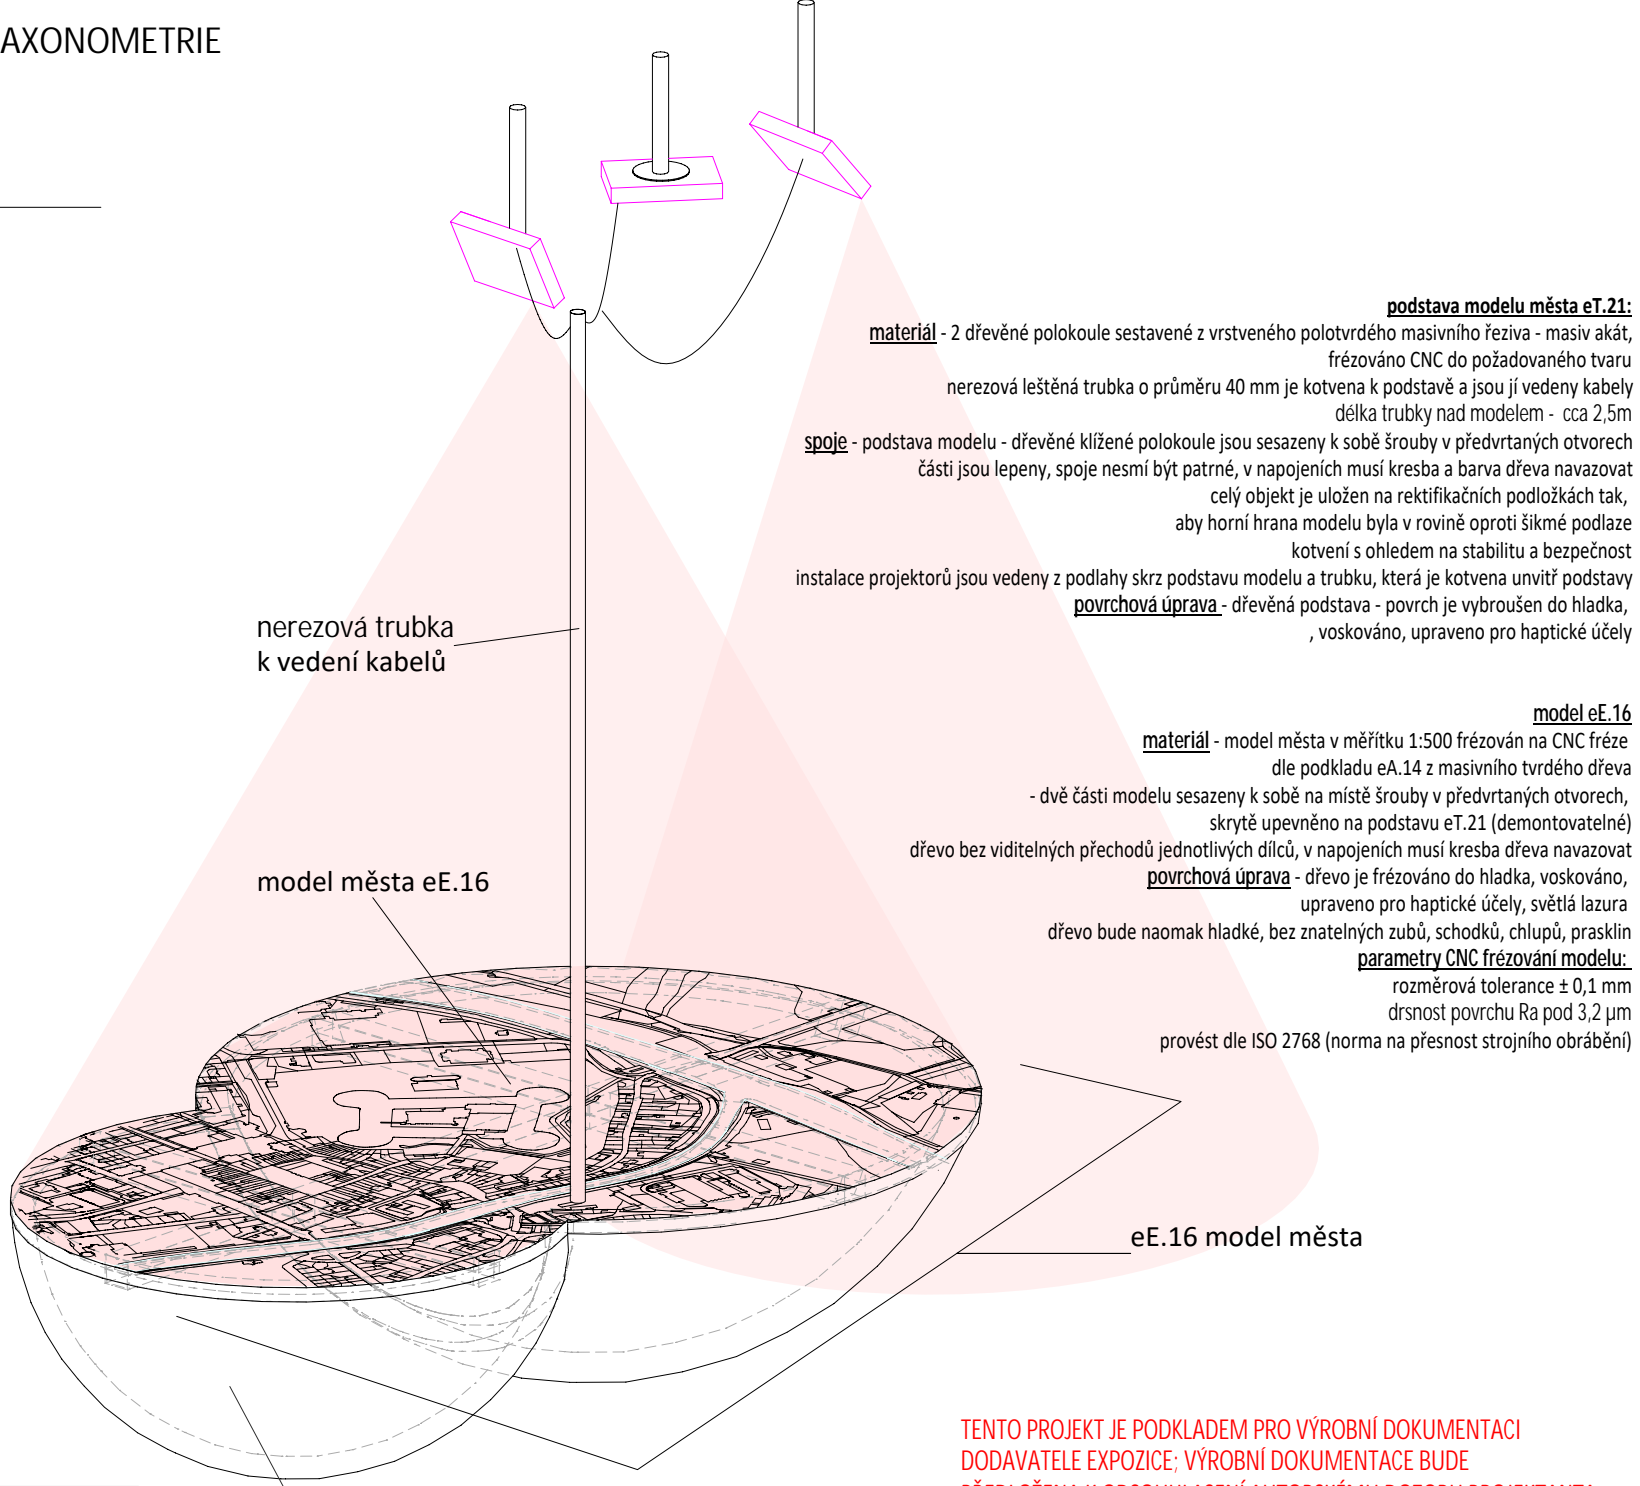 AXONOMETRIE
podstava modelu města eT.21:
materiál - 2 dřevěné polokoule sestavené z vrstveného polotvrdého masivního řeziva - masiv akát,
frézováno CNC do požadovaného tvaru
nerezová leštěná trubka o průměru 40 mm je kotvena k podstavě a jsou jí vedeny kabely
délka trubky nad modelem - cca 2,5m
spoje - podstava modelu - dřevěné klížené polokoule jsou sesazeny k sobě šrouby v předvrtaných otvorech
části jsou lepeny, spoje nesmí být patrné, v napojeních musí kresba a barva dřeva navazovat
celý objekt je uložen na rektifikačních podložkách tak,
aby horní hrana modelu byla v rovině oproti šikmé podlaze
kotvení s ohledem na stabilitu a bezpečnost
instalace projektorů jsou vedeny z podlahy skrz podstavu modelu a trubku, která je kotvena unvitř podstavy
povrchová úprava - dřevěná podstava - povrch je vybroušen do hladka,
, voskováno, upraveno pro haptické účely
nerezová trubka
k vedení kabelů
model eE.16
materiál - model města v měřítku 1:500 frézován na CNC fréze
dle podkladu eA.14 z masivního tvrdého dřeva
- dvě části modelu sesazeny k sobě na místě šrouby v předvrtaných otvorech,
skrytě upevněno na podstavu eT.21 (demontovatelné)
dřevo bez viditelných přechodů jednotlivých dílců, v napojeních musí kresba dřeva navazovat
povrchová úprava - dřevo je frézováno do hladka, voskováno,
upraveno pro haptické účely, světlá lazura
dřevo bude naomak hladké, bez znatelných zubů, schodků, chlupů, prasklin
parametry CNC frézování modelu:
rozměrová tolerance ± 0,1 mm
drsnost povrchu Ra pod 3,2 µm
provést dle ISO 2768 (norma na přesnost strojního obrábění)
model města eE.16
eE.16 model města
TENTO PROJEKT JE PODKLADEM PRO VÝROBNÍ DOKUMENTACI
DODAVATELE EXPOZICE; VÝROBNÍ DOKUMENTACE BUDE